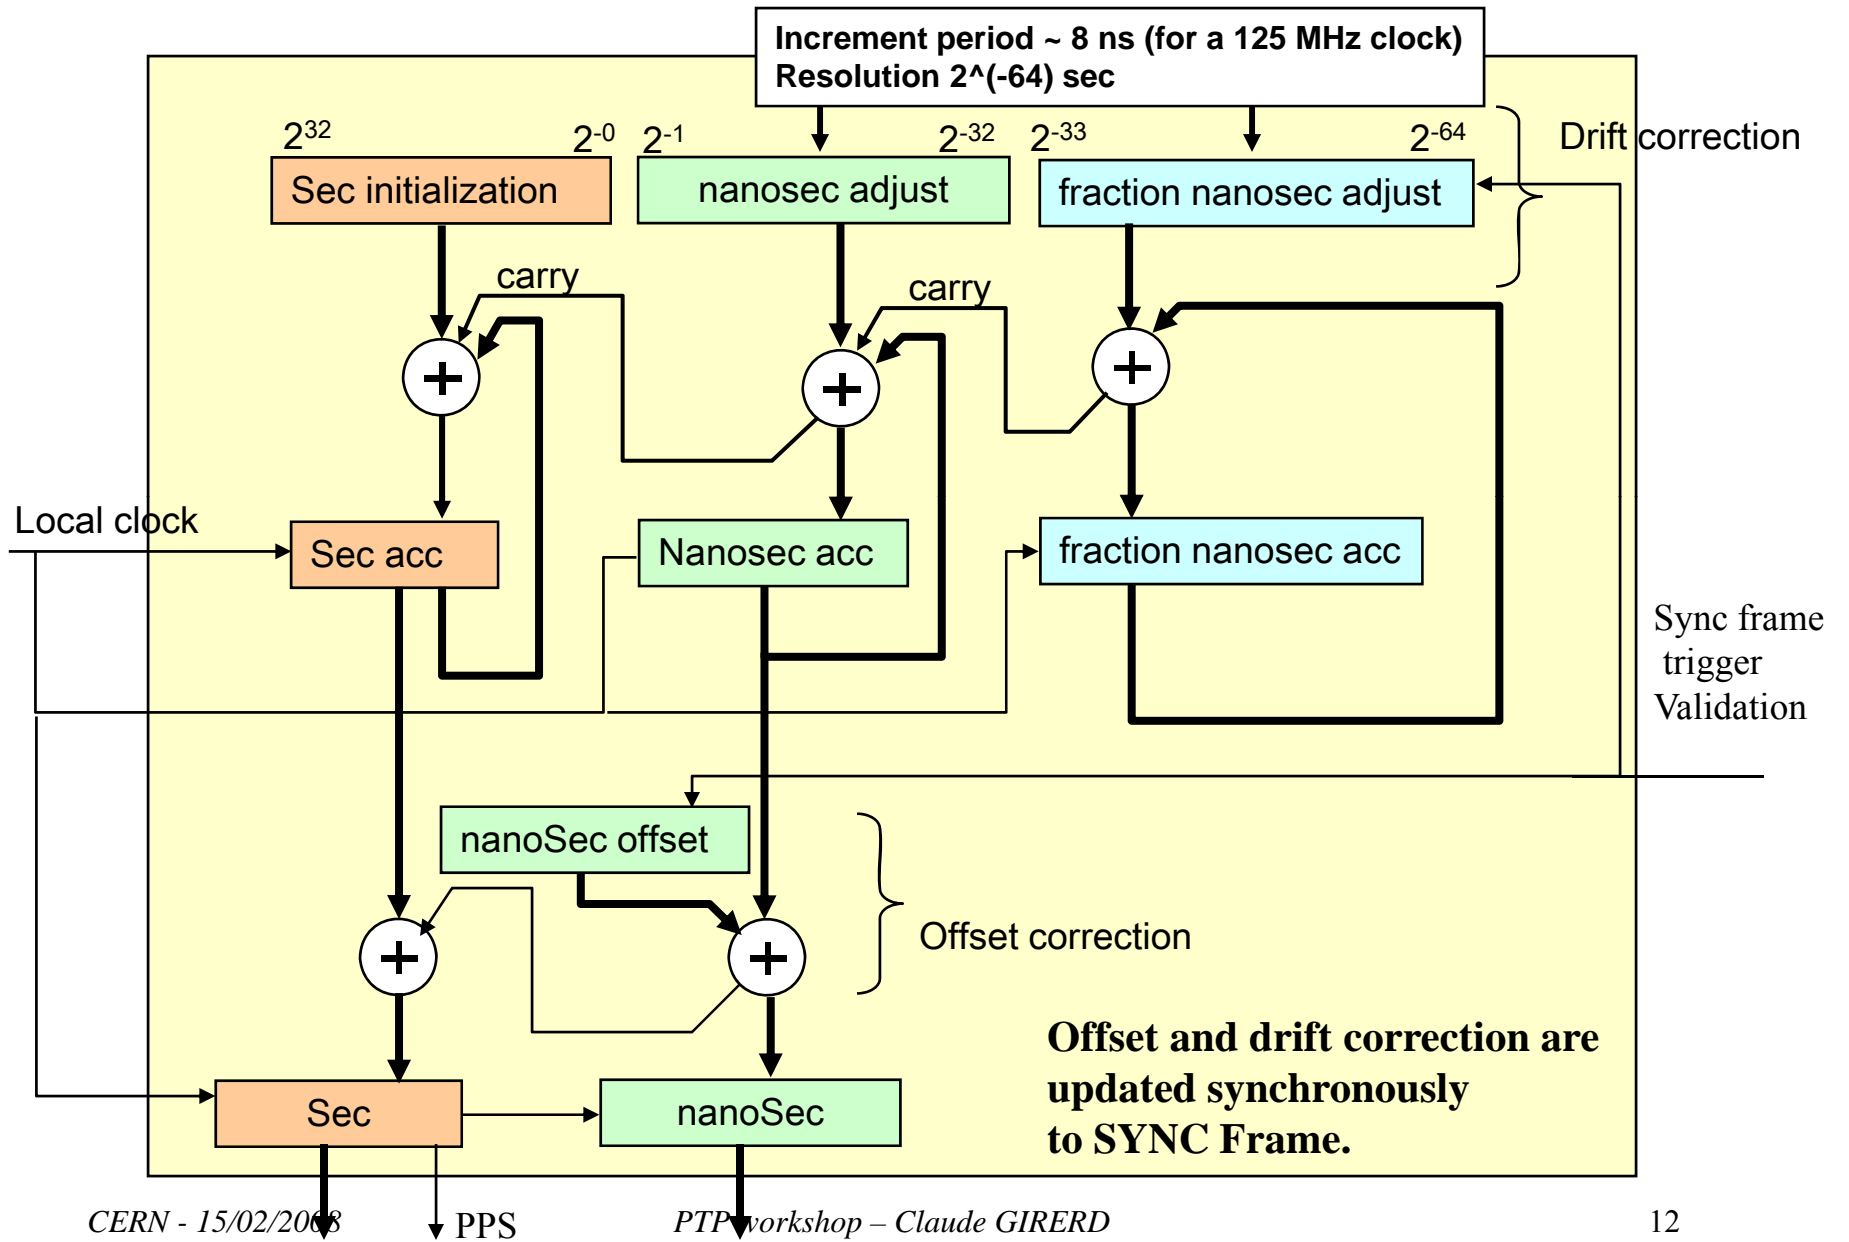 Increment period ~ 8 ns (for a 125 MHz clock)
Resolution 2^(-64) sec
2³² 2⁻⁰ 2⁻¹ 2⁻³² 2⁻³³ 2⁻⁶⁴ Drift correction
Sec initialization
nanosec adjust
fraction nanosec adjust
carry
carry
+
+
+
Local clock
Sec acc
Nanosec acc
fraction nanosec acc
Sync frame
trigger
Validation
nanoSec offset
+
+
Offset correction
Offset and drift correction are
updated synchronously
to SYNC Frame.
Sec
nanoSec
CERN - 15/02/2008
PPS
PTP workshop – Claude GIRERD
12